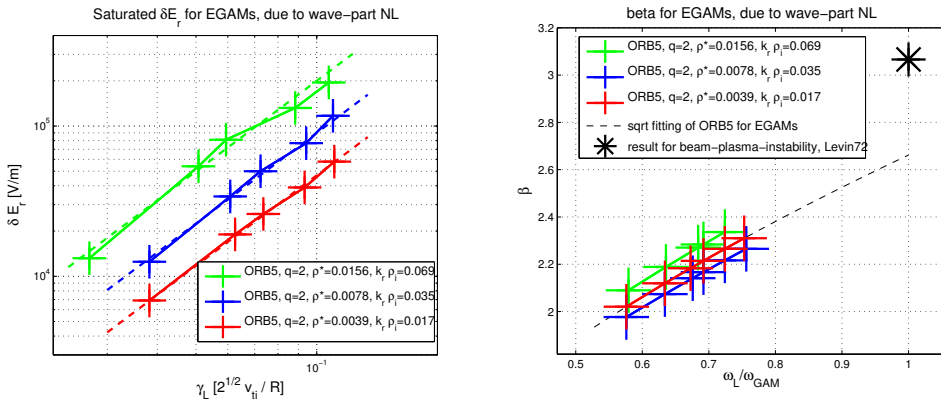 Saturated δE_r for EGAMs, due to wave−part NL
δ E_r [V/m]
10^5
10^4
ORB5, q=2, ρ*=0.0156, k_r ρ_i=0.069
ORB5, q=2, ρ*=0.0078, k_r ρ_i=0.035
ORB5, q=2, ρ*=0.0039, k_r ρ_i=0.017
10^−1
γ_L [2^1/2 v_ti / R]
beta for EGAMs, due to wave−part NL
β
3.2
3
2.8
2.6
2.4
2.2
2
ORB5, q=2, ρ*=0.0156, k_r ρ_i=0.069
ORB5, q=2, ρ*=0.0078, k_r ρ_i=0.035
ORB5, q=2, ρ*=0.0039, k_r ρ_i=0.017
sqrt fitting of ORB5 for EGAMs
result for beam−plasma−instability, Levin72
0.5 0.6 0.7 0.8 0.9 1
ω_L/ω_GAM